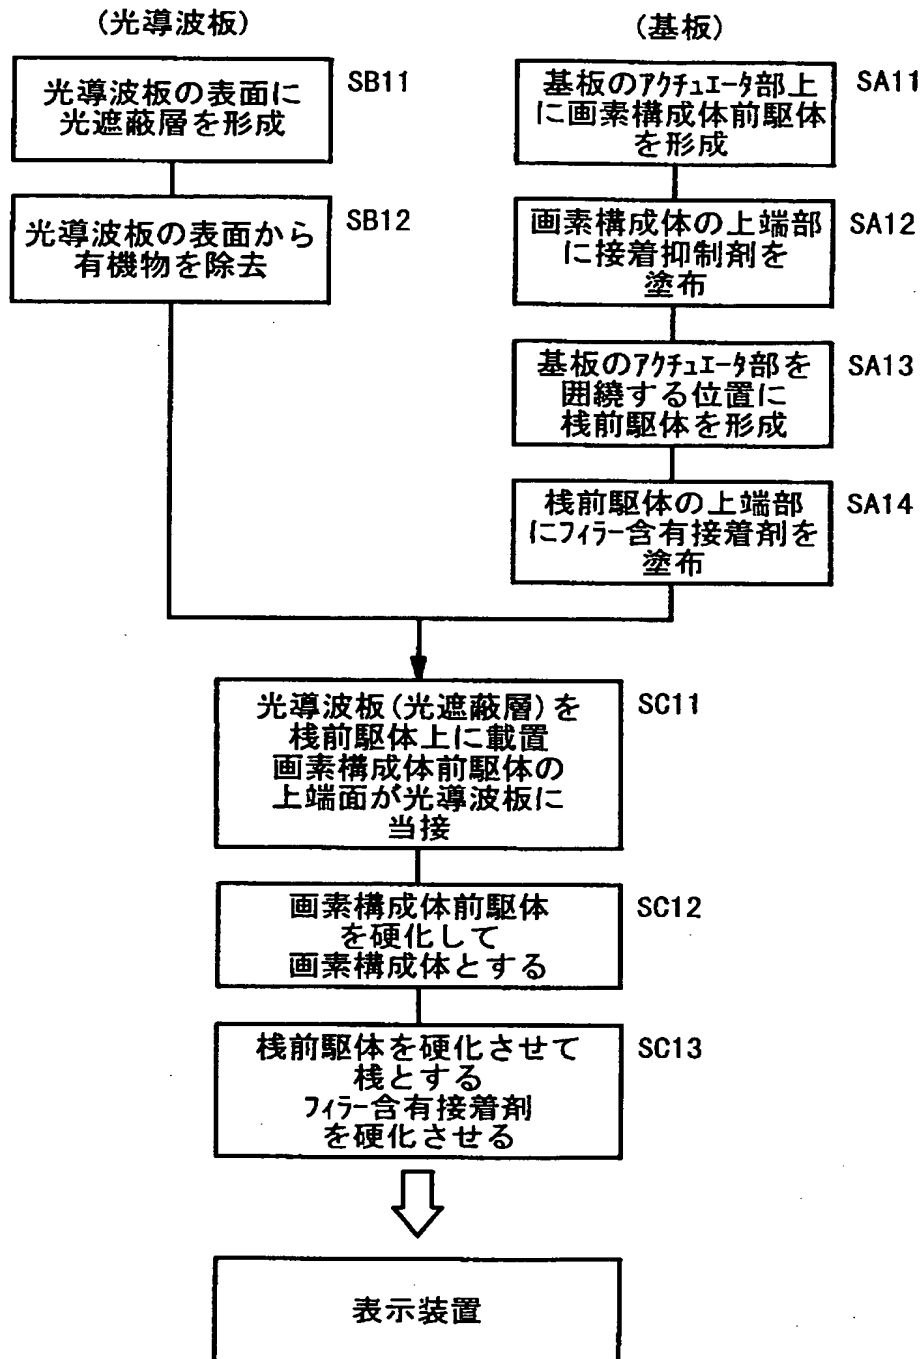 (光導波板)
光導波板の表面に
光遮蔽層を形成
SB11
光導波板の表面から
有機物を除去
SB12
(基板)
基板のアクチュエータ部上
に画素構成体前駆体
を形成
SA11
画素構成体の上端部
に接着抑制剤を
塗布
SA12
基板のアクチュエータ部を
囲繞する位置に
桟前駆体を形成
SA13
桟前駆体の上端部
にフィラー含有接着剤を
塗布
SA14
光導波板(光遮蔽層)を
桟前駆体上に載置
画素構成体前駆体の
上端面が光導波板に
当接
SC11
画素構成体前駆体
を硬化して
画素構成体とする
SC12
桟前駆体を硬化させて
桟とする
フィラー含有接着剤
を硬化させる
SC13
表示装置